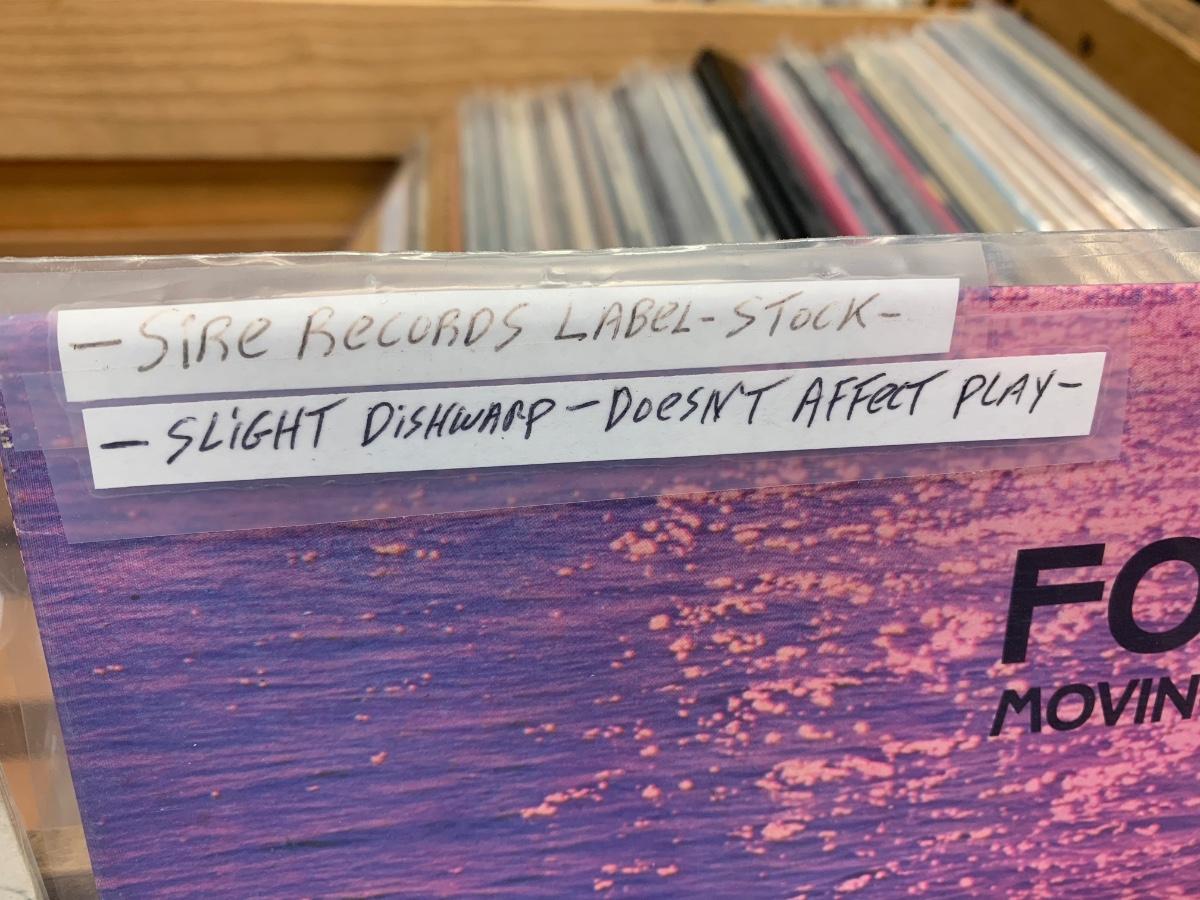 - SiRe RecoRDS LABeL - STocK -
- SLiGHT DiSHWARP - DoeSN'T AFFecT PLAY -
FO
MOVIN